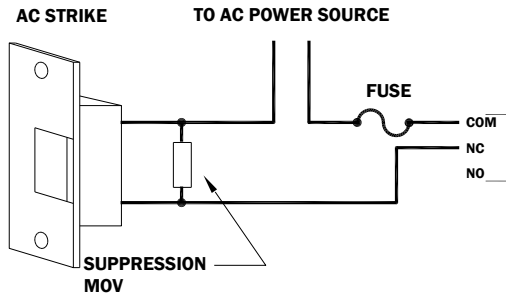 AC STRIKE
TO AC POWER SOURCE
FUSE
COM
NC
NO
SUPPRESSION
MOV